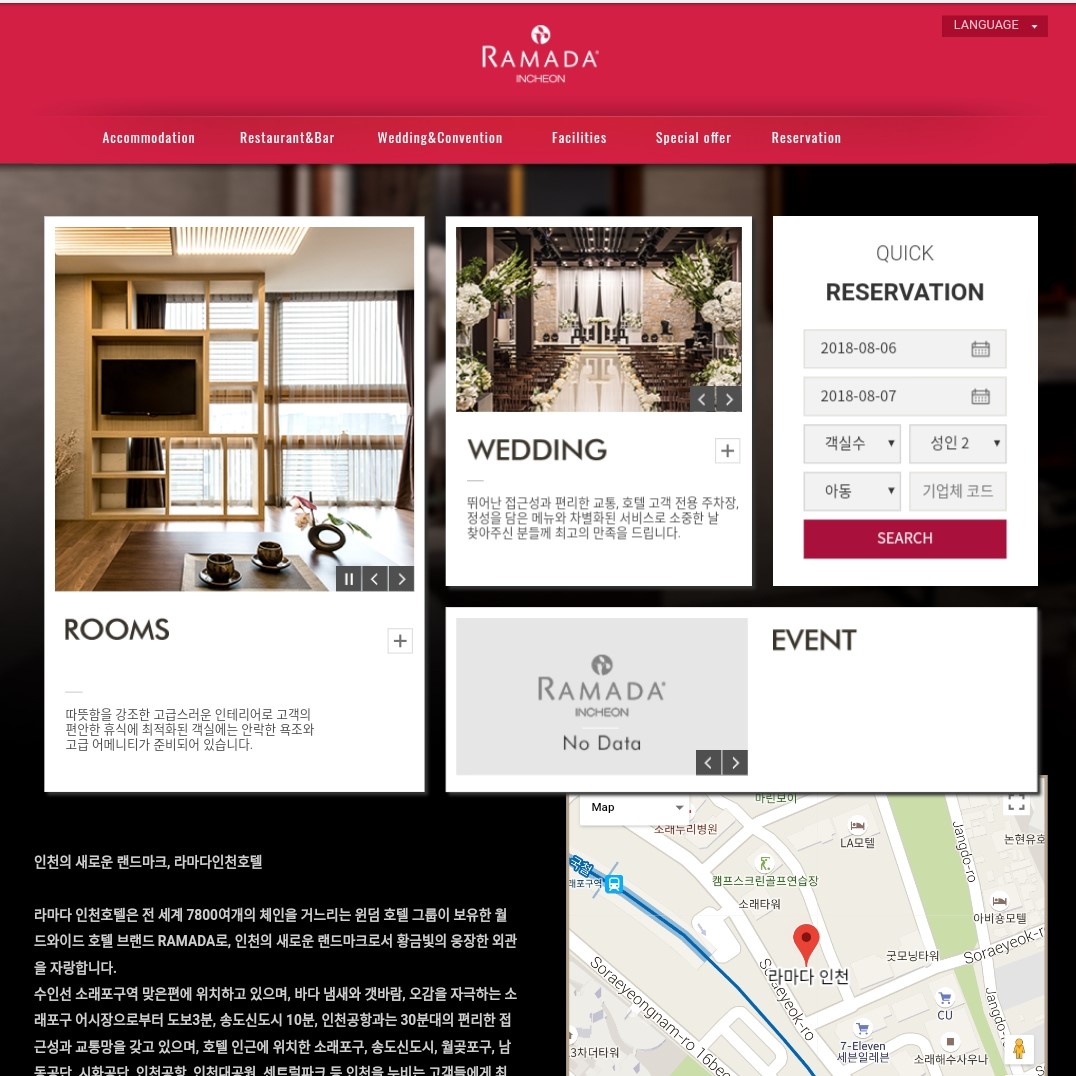 LANGUAGE
RAMADA
INCHEON
Accommodation
Restaurant&Bar
Wedding&Convention
Facilities
Special offer
Reservation
ROOMS
따뜻함을 강조한 고급스러운 인테리어로 고객의
편안한 휴식에 최적화된 객실에는 안락한 욕조와
고급 어메니티가 준비되어 있습니다.
WEDDING
뛰어난 접근성과 편리한 교통, 호텔 고객 전용 주차장,
정성을 담은 메뉴와 차별화된 서비스로 소중한 날
찾아주신 분들께 최고의 만족을 드립니다.
QUICK
RESERVATION
2018-08-06
2018-08-07
객실수
성인 2
아동
기업체 코드
SEARCH
RAMADA
INCHEON
No Data
EVENT
인천의 새로운 랜드마크, 라마다인천호텔
라마다 인천호텔은 전 세계 7800여개의 체인을 거느리는 윈덤 호텔 그룹이 보유한 월
드와이드 호텔 브랜드 RAMADA로, 인천의 새로운 랜드마크로서 황금빛의 웅장한 외관
을 자랑합니다.
수인선 소래포구역 맞은편에 위치하고 있으며, 바다 냄새와 갯바람, 오감을 자극하는 소
래포구 어시장으로부터 도보3분, 송도신도시 10분, 인천공항과는 30분대의 편리한 접
근성과 교통망을 갖고 있으며, 호텔 인근에 위치한 소래포구, 송도신도시, 월곶포구, 남
동공단, 시화공단, 인천공항, 인천대공원, 센트럴파크 등 인천을 누비는 고객들에게 최
Map
마린보이
소래누리병원
LA모텔
Jangdo-ro
논현유호
국철
래포구역
캠프스크린골프연습장
소래타워
아비숑모텔
굿모닝타워
Soraeyeok-r
라마다 인천
Soraeyeok-ro
Soraeyeongnam-ro 16beo
CU
Jangdo-ro
7-Eleven
세븐일레븐
소래해수사우나
3차더타워